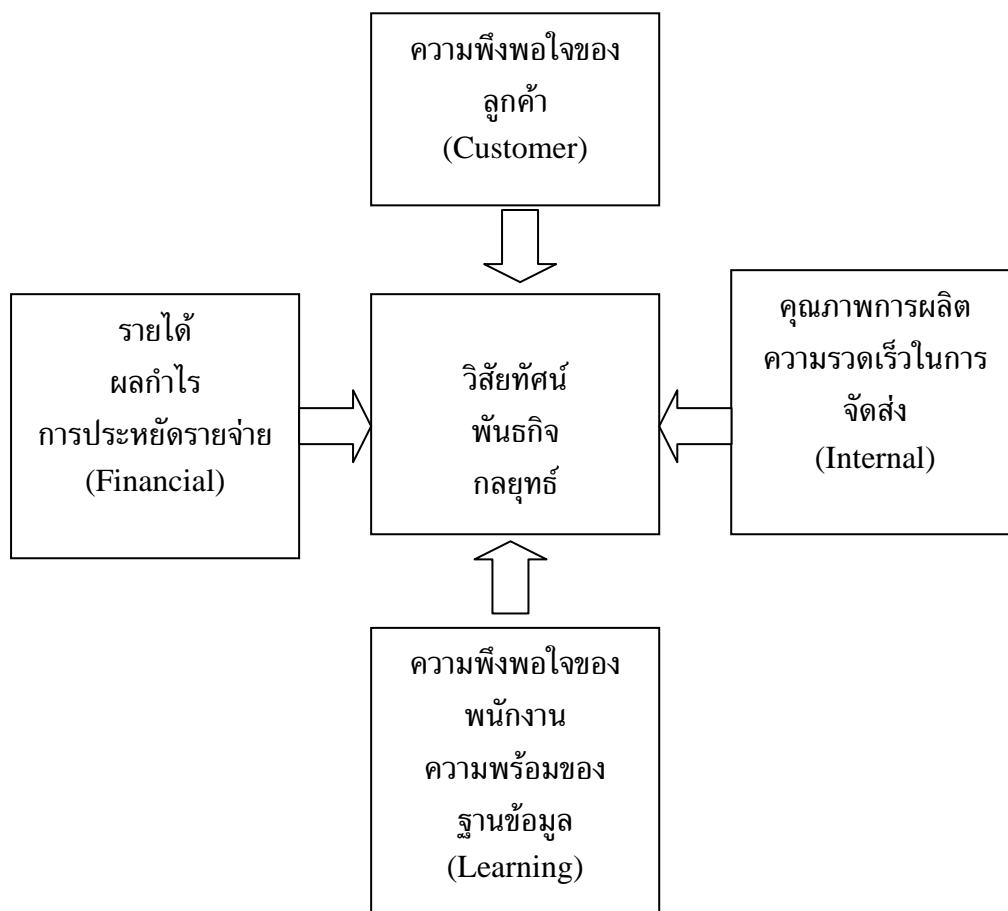 ความพึงพอใจของ
ลูกค้า
(Customer)
รายได้
ผลกำไร
การประหยัดรายจ่าย
(Financial)
วิสัยทัศน์
พันธกิจ
กลยุทธ์
คุณภาพการผลิต
ความรวดเร็วในการ
จัดส่ง
(Internal)
ความพึงพอใจของ
พนักงาน
ความพร้อมของ
ฐานข้อมูล
(Learning)